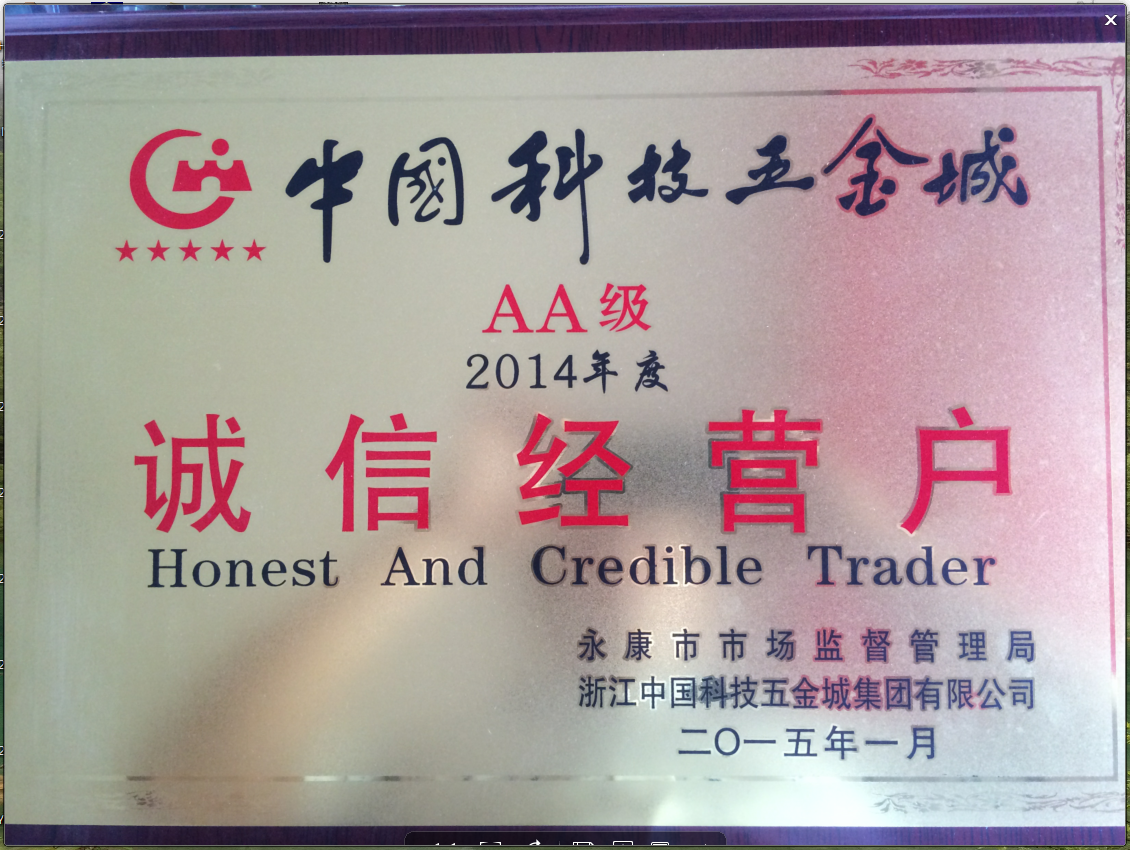 中國科技五金城
AA级
2014年度
诚信经营户
Honest And Credible Trader
永康市市场监督管理局
浙江中国科技五金城集团有限公司
二〇一五年一月